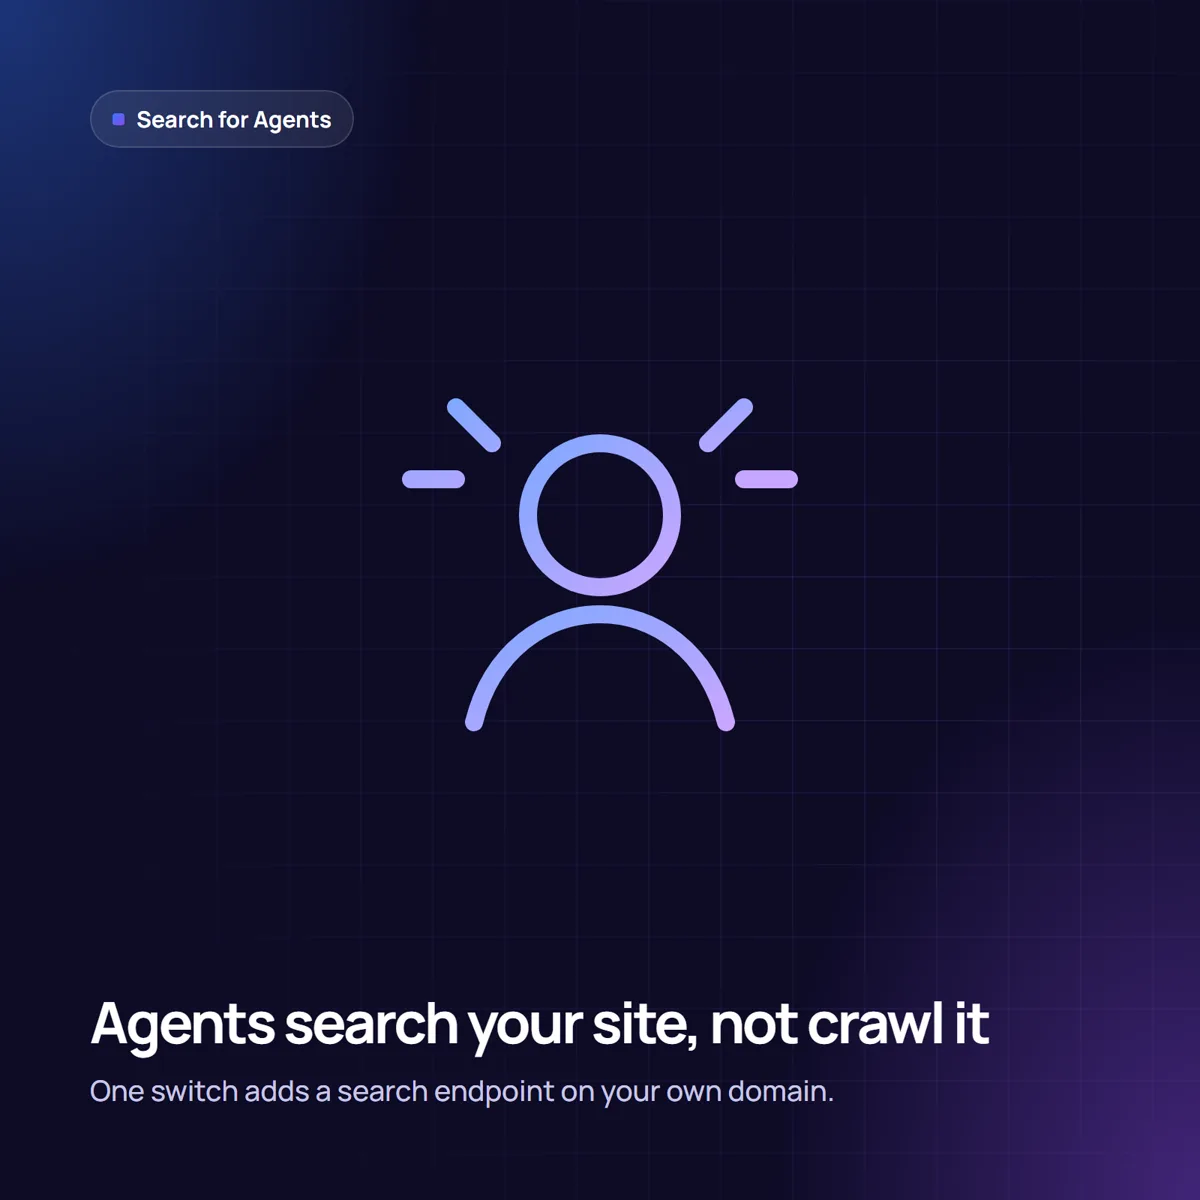 Search for Agents
Agents search your site, not crawl it
One switch adds a search endpoint on your own domain.